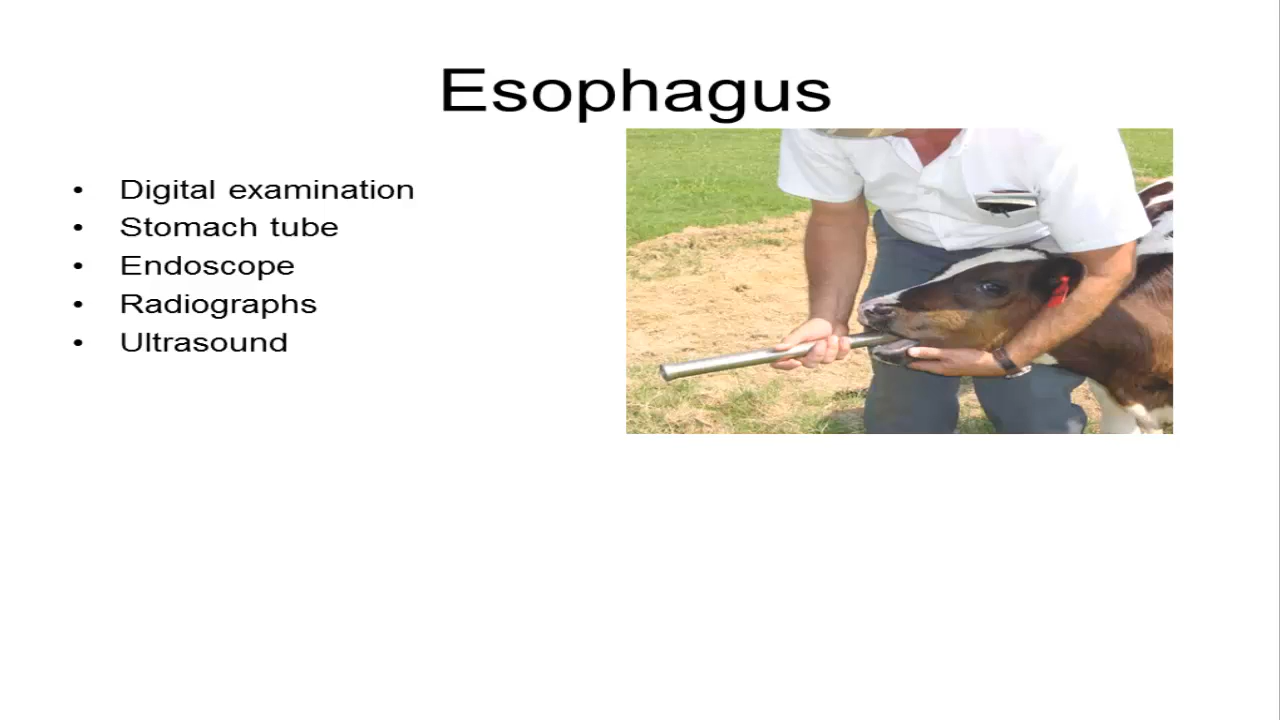 Esophagus
• Digital examination
• Stomach tube
• Endoscope
• Radiographs
• Ultrasound